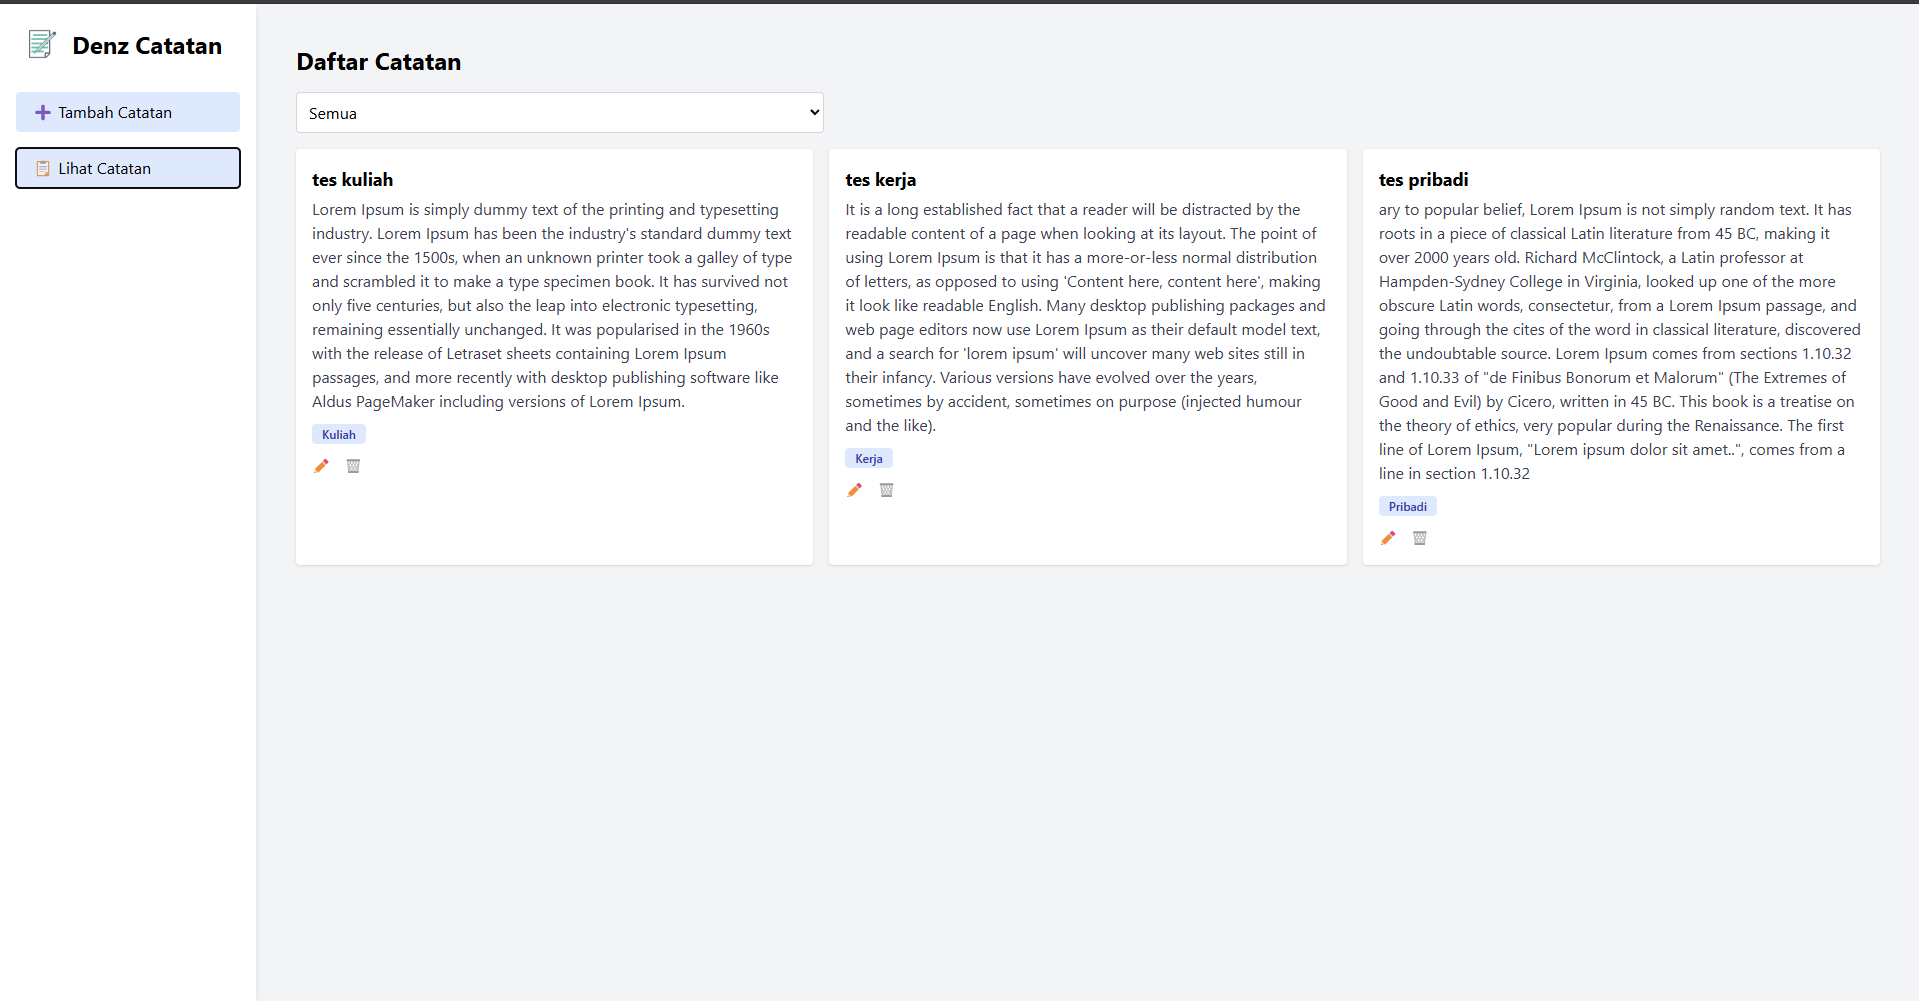 Denz Catatan
Tambah Catatan
Lihat Catatan
Daftar Catatan
Semua
tes kuliah
Lorem Ipsum is simply dummy text of the printing and typesetting
industry. Lorem Ipsum has been the industry's standard dummy text
ever since the 1500s, when an unknown printer took a galley of type
and scrambled it to make a type specimen book. It has survived not
only five centuries, but also the leap into electronic typesetting,
remaining essentially unchanged. It was popularised in the 1960s
with the release of Letraset sheets containing Lorem Ipsum
passages, and more recently with desktop publishing software like
Aldus PageMaker including versions of Lorem Ipsum.
Kuliah
tes kerja
It is a long established fact that a reader will be distracted by the
readable content of a page when looking at its layout. The point of
using Lorem Ipsum is that it has a more-or-less normal distribution
of letters, as opposed to using 'Content here, content here', making
it look like readable English. Many desktop publishing packages and
web page editors now use Lorem Ipsum as their default model text,
and a search for 'lorem ipsum' will uncover many web sites still in
their infancy. Various versions have evolved over the years,
sometimes by accident, sometimes on purpose (injected humour
and the like).
Kerja
tes pribadi
ary to popular belief, Lorem Ipsum is not simply random text. It has
roots in a piece of classical Latin literature from 45 BC, making it
over 2000 years old. Richard McClintock, a Latin professor at
Hampden-Sydney College in Virginia, looked up one of the more
obscure Latin words, consectetur, from a Lorem Ipsum passage, and
going through the cites of the word in classical literature, discovered
the undoubtable source. Lorem Ipsum comes from sections 1.10.32
and 1.10.33 of "de Finibus Bonorum et Malorum" (The Extremes of
Good and Evil) by Cicero, written in 45 BC. This book is a treatise on
the theory of ethics, very popular during the Renaissance. The first
line of Lorem Ipsum, "Lorem ipsum dolor sit amet..", comes from a
line in section 1.10.32
Pribadi